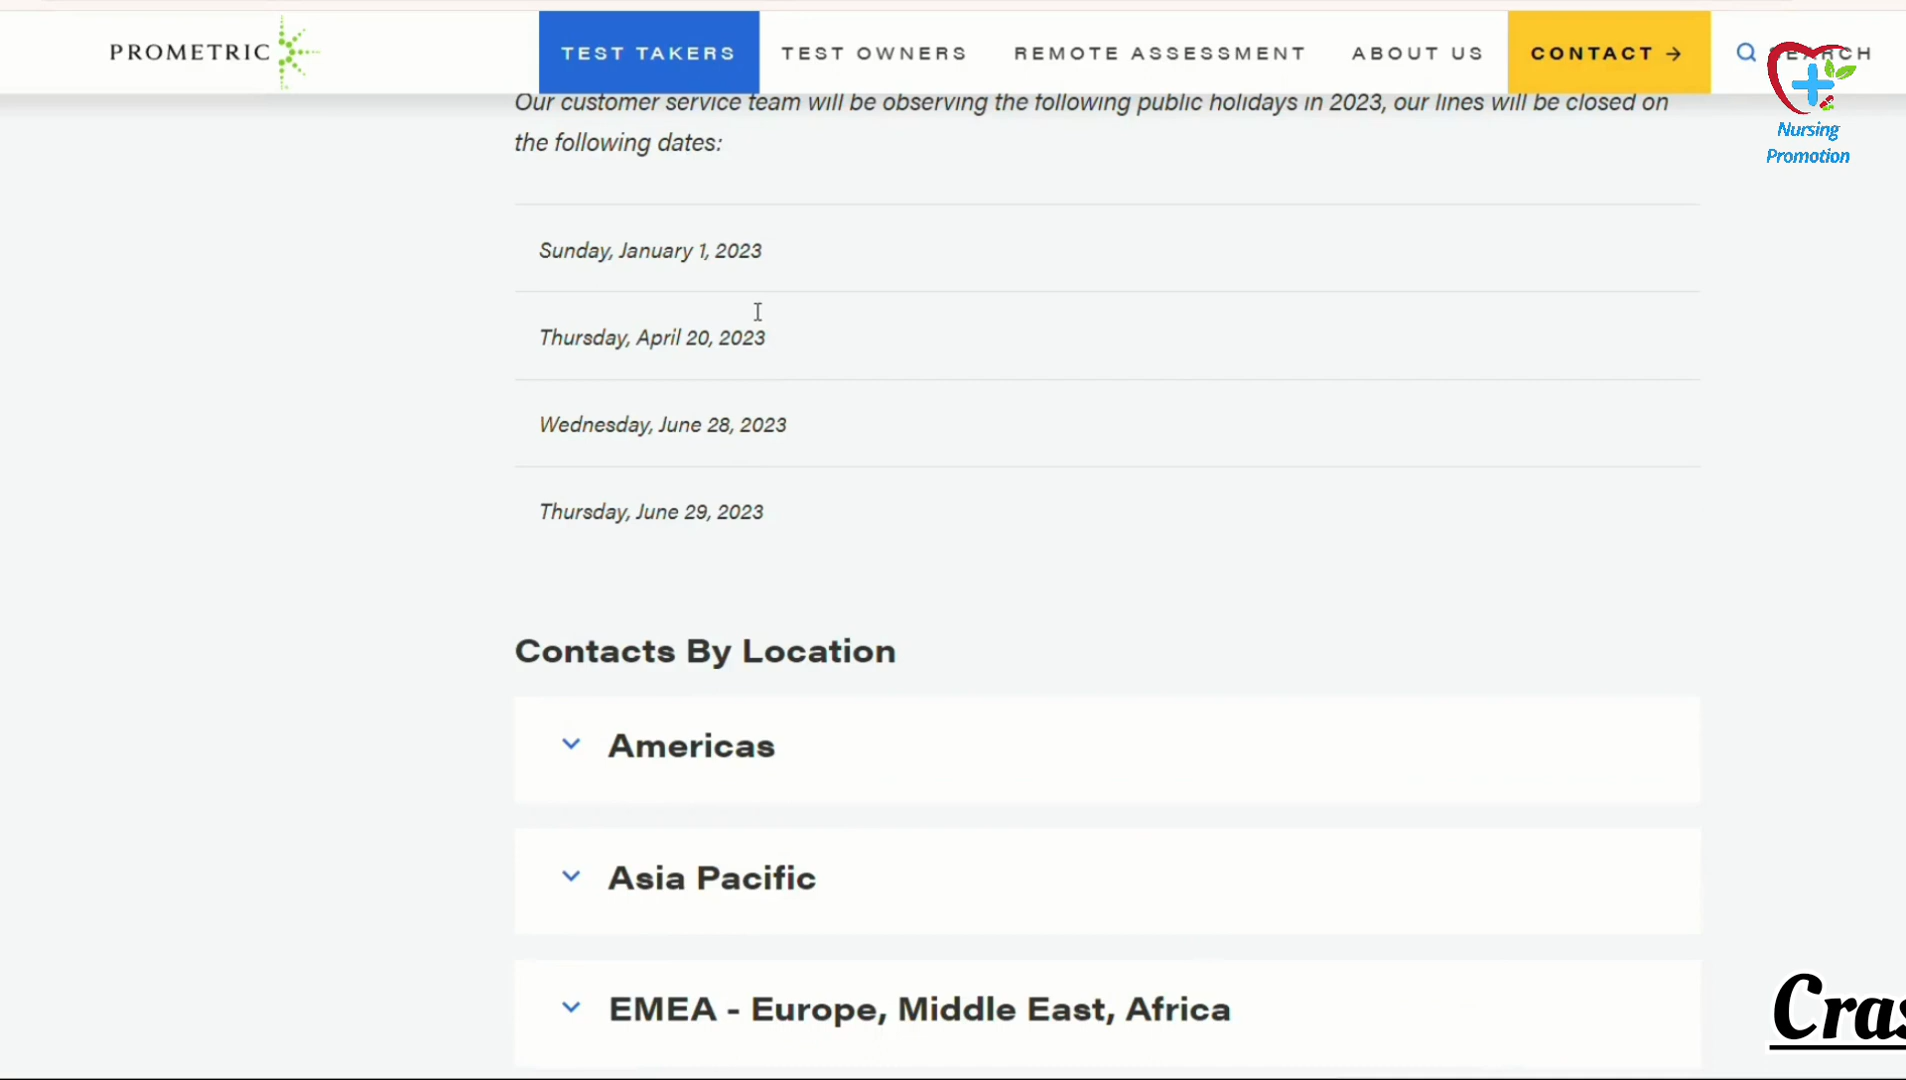 PROMETRIC
TEST TAKERS
TEST OWNERS
REMOTE ASSESSMENT
ABOUT US
CONTACT →
Nursing
Promotion
Our customer service team will be observing the following public holidays in 2023, our lines will be closed on
the following dates:
Sunday, January 1, 2023
Thursday, April 20, 2023
Wednesday, June 28, 2023
Thursday, June 29, 2023
Contacts By Location
Americas
Asia Pacific
EMEA - Europe, Middle East, Africa